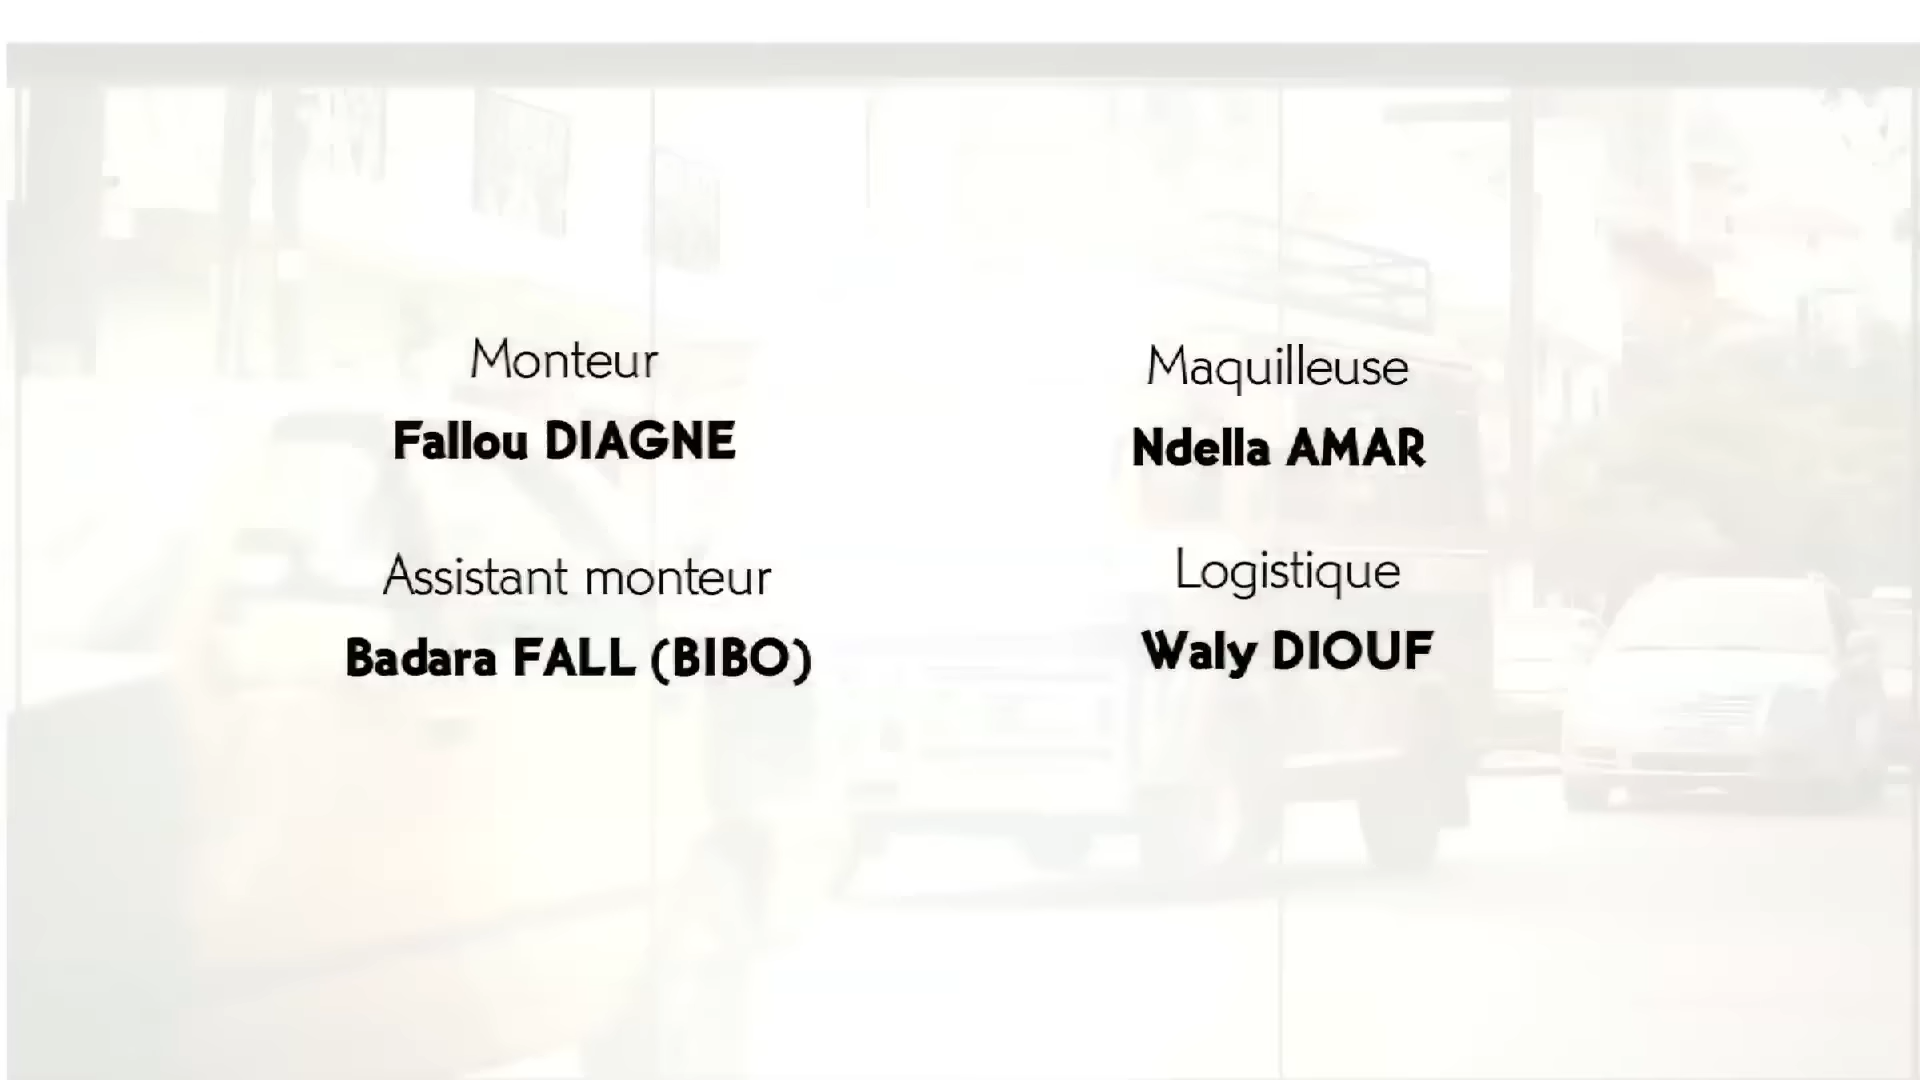 Monteur
Fallou DIAGNE
Assistant monteur
Badara FALL (BIBO)
Maquilleuse
Ndella AMAR
Logistique
Waly DIOUF